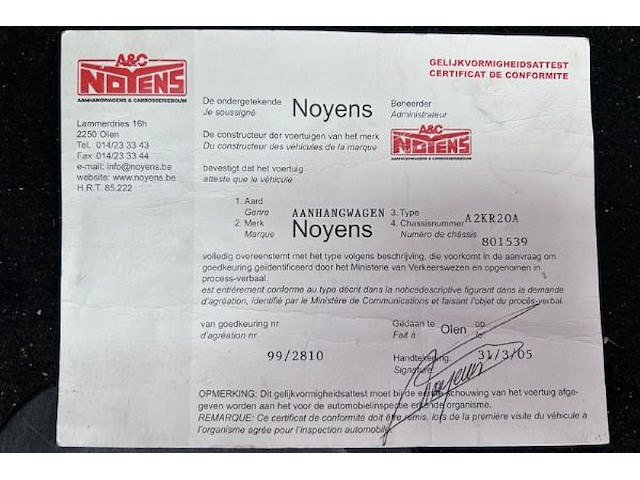 A&C
NOYENS
AANHANGWAGENS & CARROSSERIEBOUW
GELIJKVORMIGHEIDSATTEST
CERTIFICAT DE CONFORMITE
Lammerdries 16h
2250 Olen
Tel. 014/23 33 43
Fax 014/23 33 44
e-mail: info@noyens.be
website: www.noyens.be
H.R.T. 85.222
De ondergetekende Noyens Beheerder
Je soussigné Administrateur
De constructeur der voertuigen van het merk
Du constructeur des véhicules de la marque
A&C
NOYENS
bevestigt dat het voertuig
atteste que le véhicule
1. Aard AANHANGWAGEN 3. Type A2KR20A
Genre
2. Merk Noyens 4. Chassisnummer
Marque Numéro de châssis 801539
volledig overeenstemt met het type volgens beschrijving, die voorkomt in de aanvraag om
goedkeuring geïdentificeerd door het Ministerie van Verkeerswezen en opgenomen in
process-verbaal.
est entièrement conforme au type décrit dans la noticedescriptive figurant dans la demande
d'agréation, identifié par le Ministère de Communications et faisant l'objet du procès-verbal.
van goedkeuring nr Gedaan te Olen op
d'agréation nr Fait à le
99/2810 Handtekening: 31/3/05
Signature:
Noyens
OPMERKING: Dit gelijkvormigheidsattest moet bij de eerste schouwing van het voertuig afge-
geven worden aan het voor de automobielinspectie erkende organisme.
REMARQUE: Ce certificat de conformité doit être remis, lors de la première visite du véhicule à
l'organisme agrée pour l'inspection automobile.